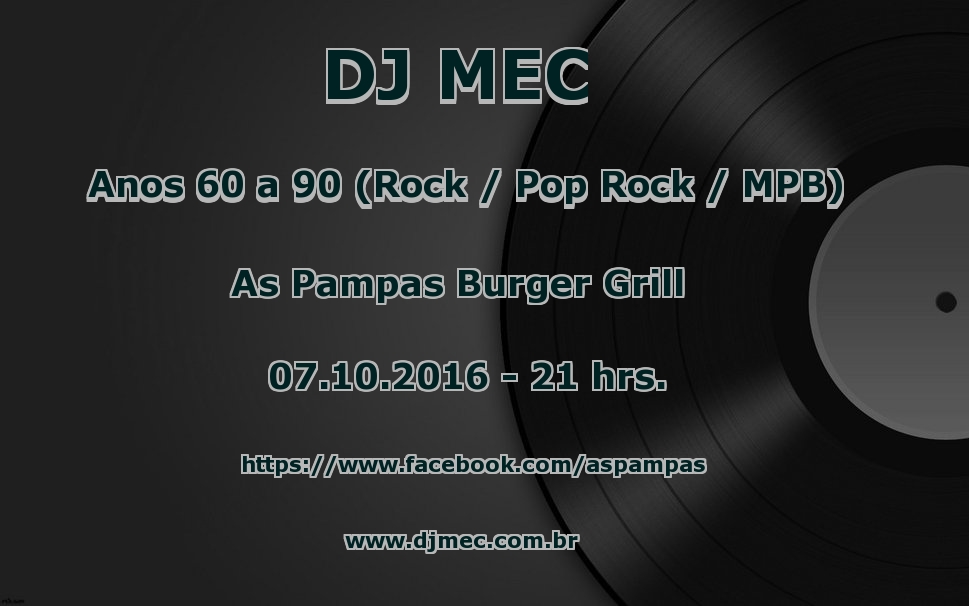 DJ MEC
Anos 60 a 90 (Rock / Pop Rock / MPB)
As Pampas Burger Grill
07.10.2016 - 21 hrs.
https://www.facebook.com/aspampas
www.djmec.com.br